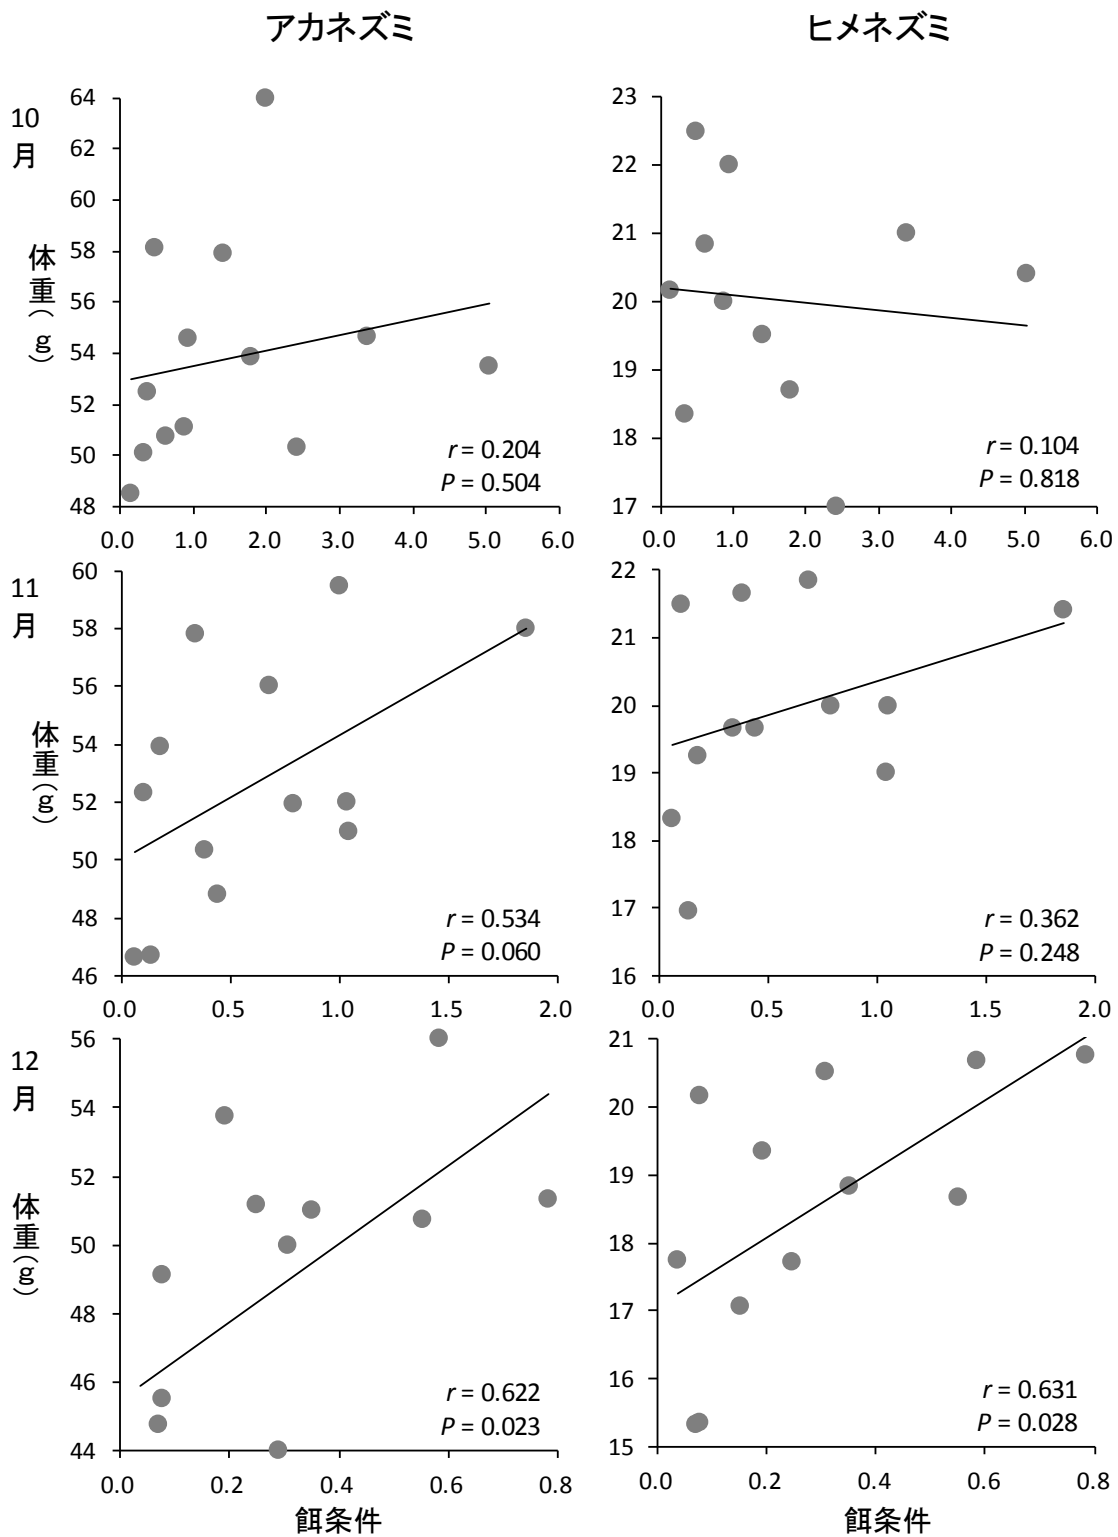 アカネズミ
ヒメネズミ
10
月
体重(g)
64
62
60
58
56
54
52
50
48
0.0 1.0 2.0 3.0 4.0 5.0 6.0
r = 0.204
P = 0.504
23
22
21
20
19
18
17
0.0 1.0 2.0 3.0 4.0 5.0 6.0
r = 0.104
P = 0.818
11
月
体重(g)
60
58
56
54
52
50
48
46
0.0 0.5 1.0 1.5 2.0
r = 0.534
P = 0.060
22
21
20
19
18
17
16
0.0 0.5 1.0 1.5 2.0
r = 0.362
P = 0.248
12
月
体重(g)
56
54
52
50
48
46
44
0.0 0.2 0.4 0.6 0.8
r = 0.622
P = 0.023
餌条件
21
20
19
18
17
16
15
0.0 0.2 0.4 0.6 0.8
r = 0.631
P = 0.028
餌条件